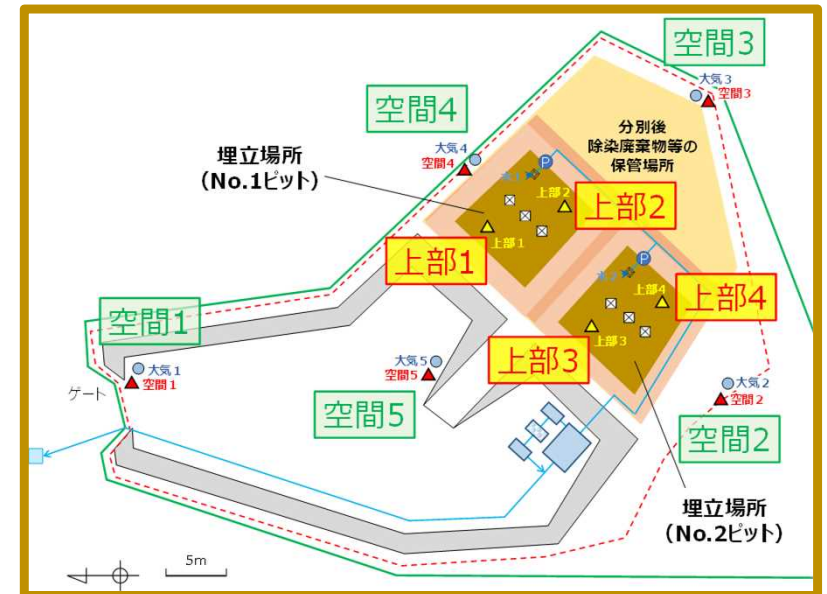 空間3
大気3
空間3
空間4
大気4
空間4
分別後
除染廃棄物等の
保管場所
埋立場所
(No.1ピット)
P
上部2
上部2
上部1
上部1
P
上部4
上部4
上部3
上部3
空間1
大気1
空間1
ゲート
大気5
空間5
空間5
大気2
空間2
空間2
埋立場所
(No.2ピット)
5m